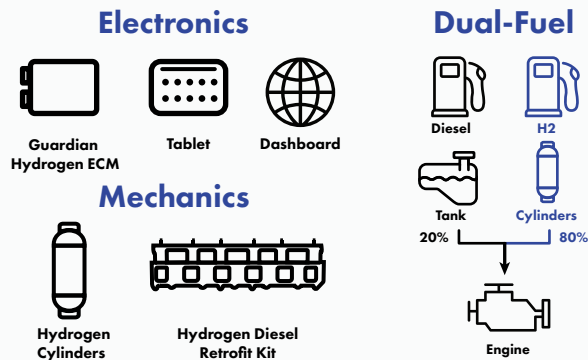 Electronics
Guardian
Hydrogen ECM
Tablet
Dashboard
Mechanics
Hydrogen
Cylinders
Hydrogen Diesel
Retrofit Kit
Dual-Fuel
Diesel
H2
Tank
Cylinders
20%
80%
Engine